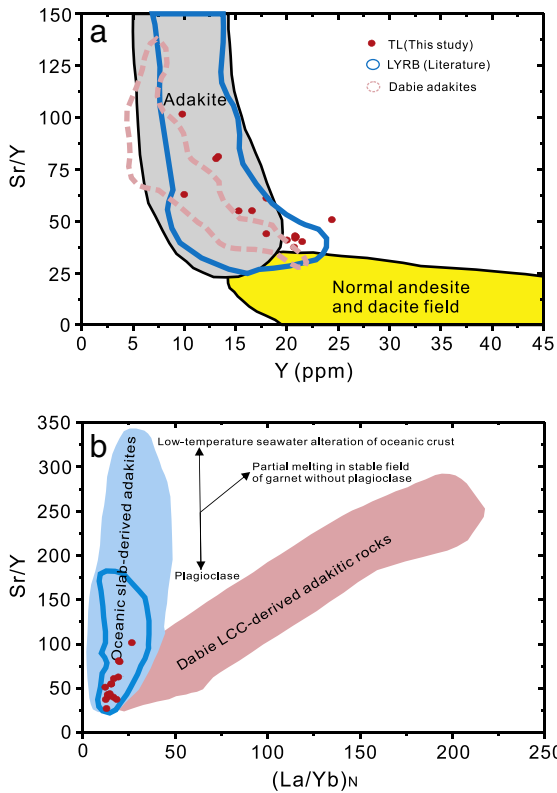 a
150
125
100
75
50
25
0
Sr/Y
TL(This study)
LYRB (Literature)
Dabie adakites
Adakite
Normal andesite
and dacite field
0 5 10 15 20 25 30 35 40 45
Y (ppm)
b
350
300
250
200
150
100
50
0
Sr/Y
Low-temperature seawater alteration of oceanic crust
Partial melting in stable field
of garnet without plagioclase
Plagioclase
Oceanic slab-derived adakites
Dabie LCC-derived adakitic rocks
0 50 100 150 200 250
(La/Yb)N